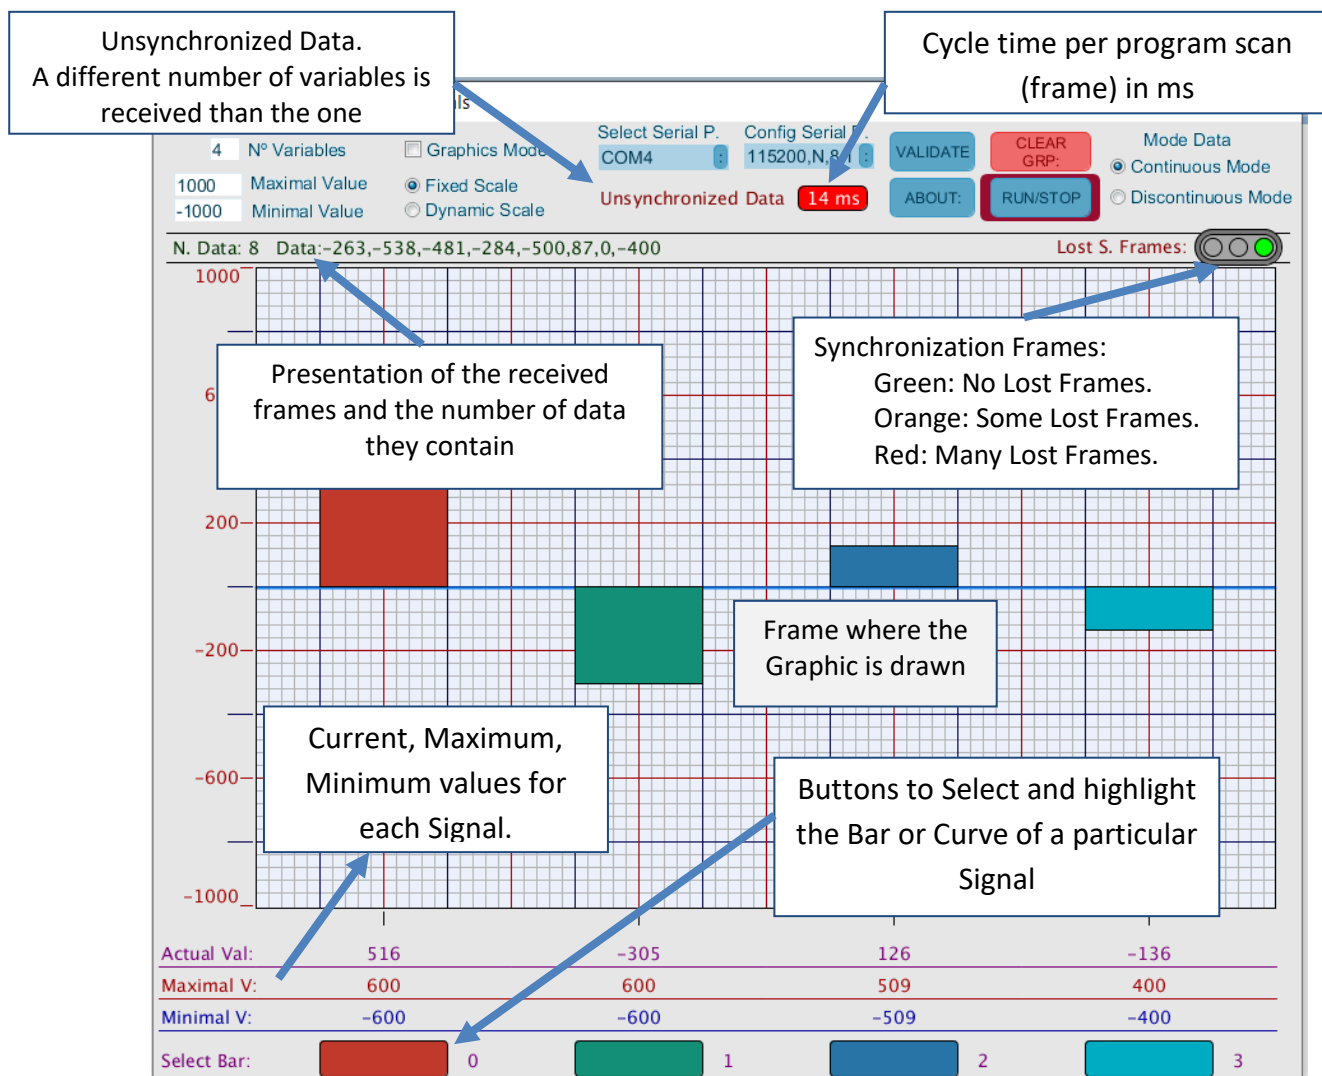 Unsynchronized Data.
A different number of variables is
received than the one
Cycle time per program scan
(frame) in ms
4 Nº Variables
Graphics Mode
Select Serial P.
Config Serial P.
COM4 :
115200,N,8,1 :
VALIDATE
CLEAR
GRP:
Mode Data
Continuous Mode
1000 Maximal Value
Fixed Scale
-1000 Minimal Value
Dynamic Scale
Unsynchronized Data 14 ms
ABOUT:
RUN/STOP
Discontinuous Mode
N. Data: 8 Data:-263,-538,-481,-284,-500,87,0,-400
Lost S. Frames:
1000
Presentation of the received
frames and the number of data
they contain
Synchronization Frames:
Green: No Lost Frames.
Orange: Some Lost Frames.
Red: Many Lost Frames.
200
-200
-600
-1000
Frame where the
Graphic is drawn
Current, Maximum,
Minimum values for
each Signal.
Buttons to Select and highlight
the Bar or Curve of a particular
Signal
Actual Val: 516 -305 126 -136
Maximal V: 600 600 509 400
Minimal V: -600 -600 -509 -400
Select Bar: 0 1 2 3